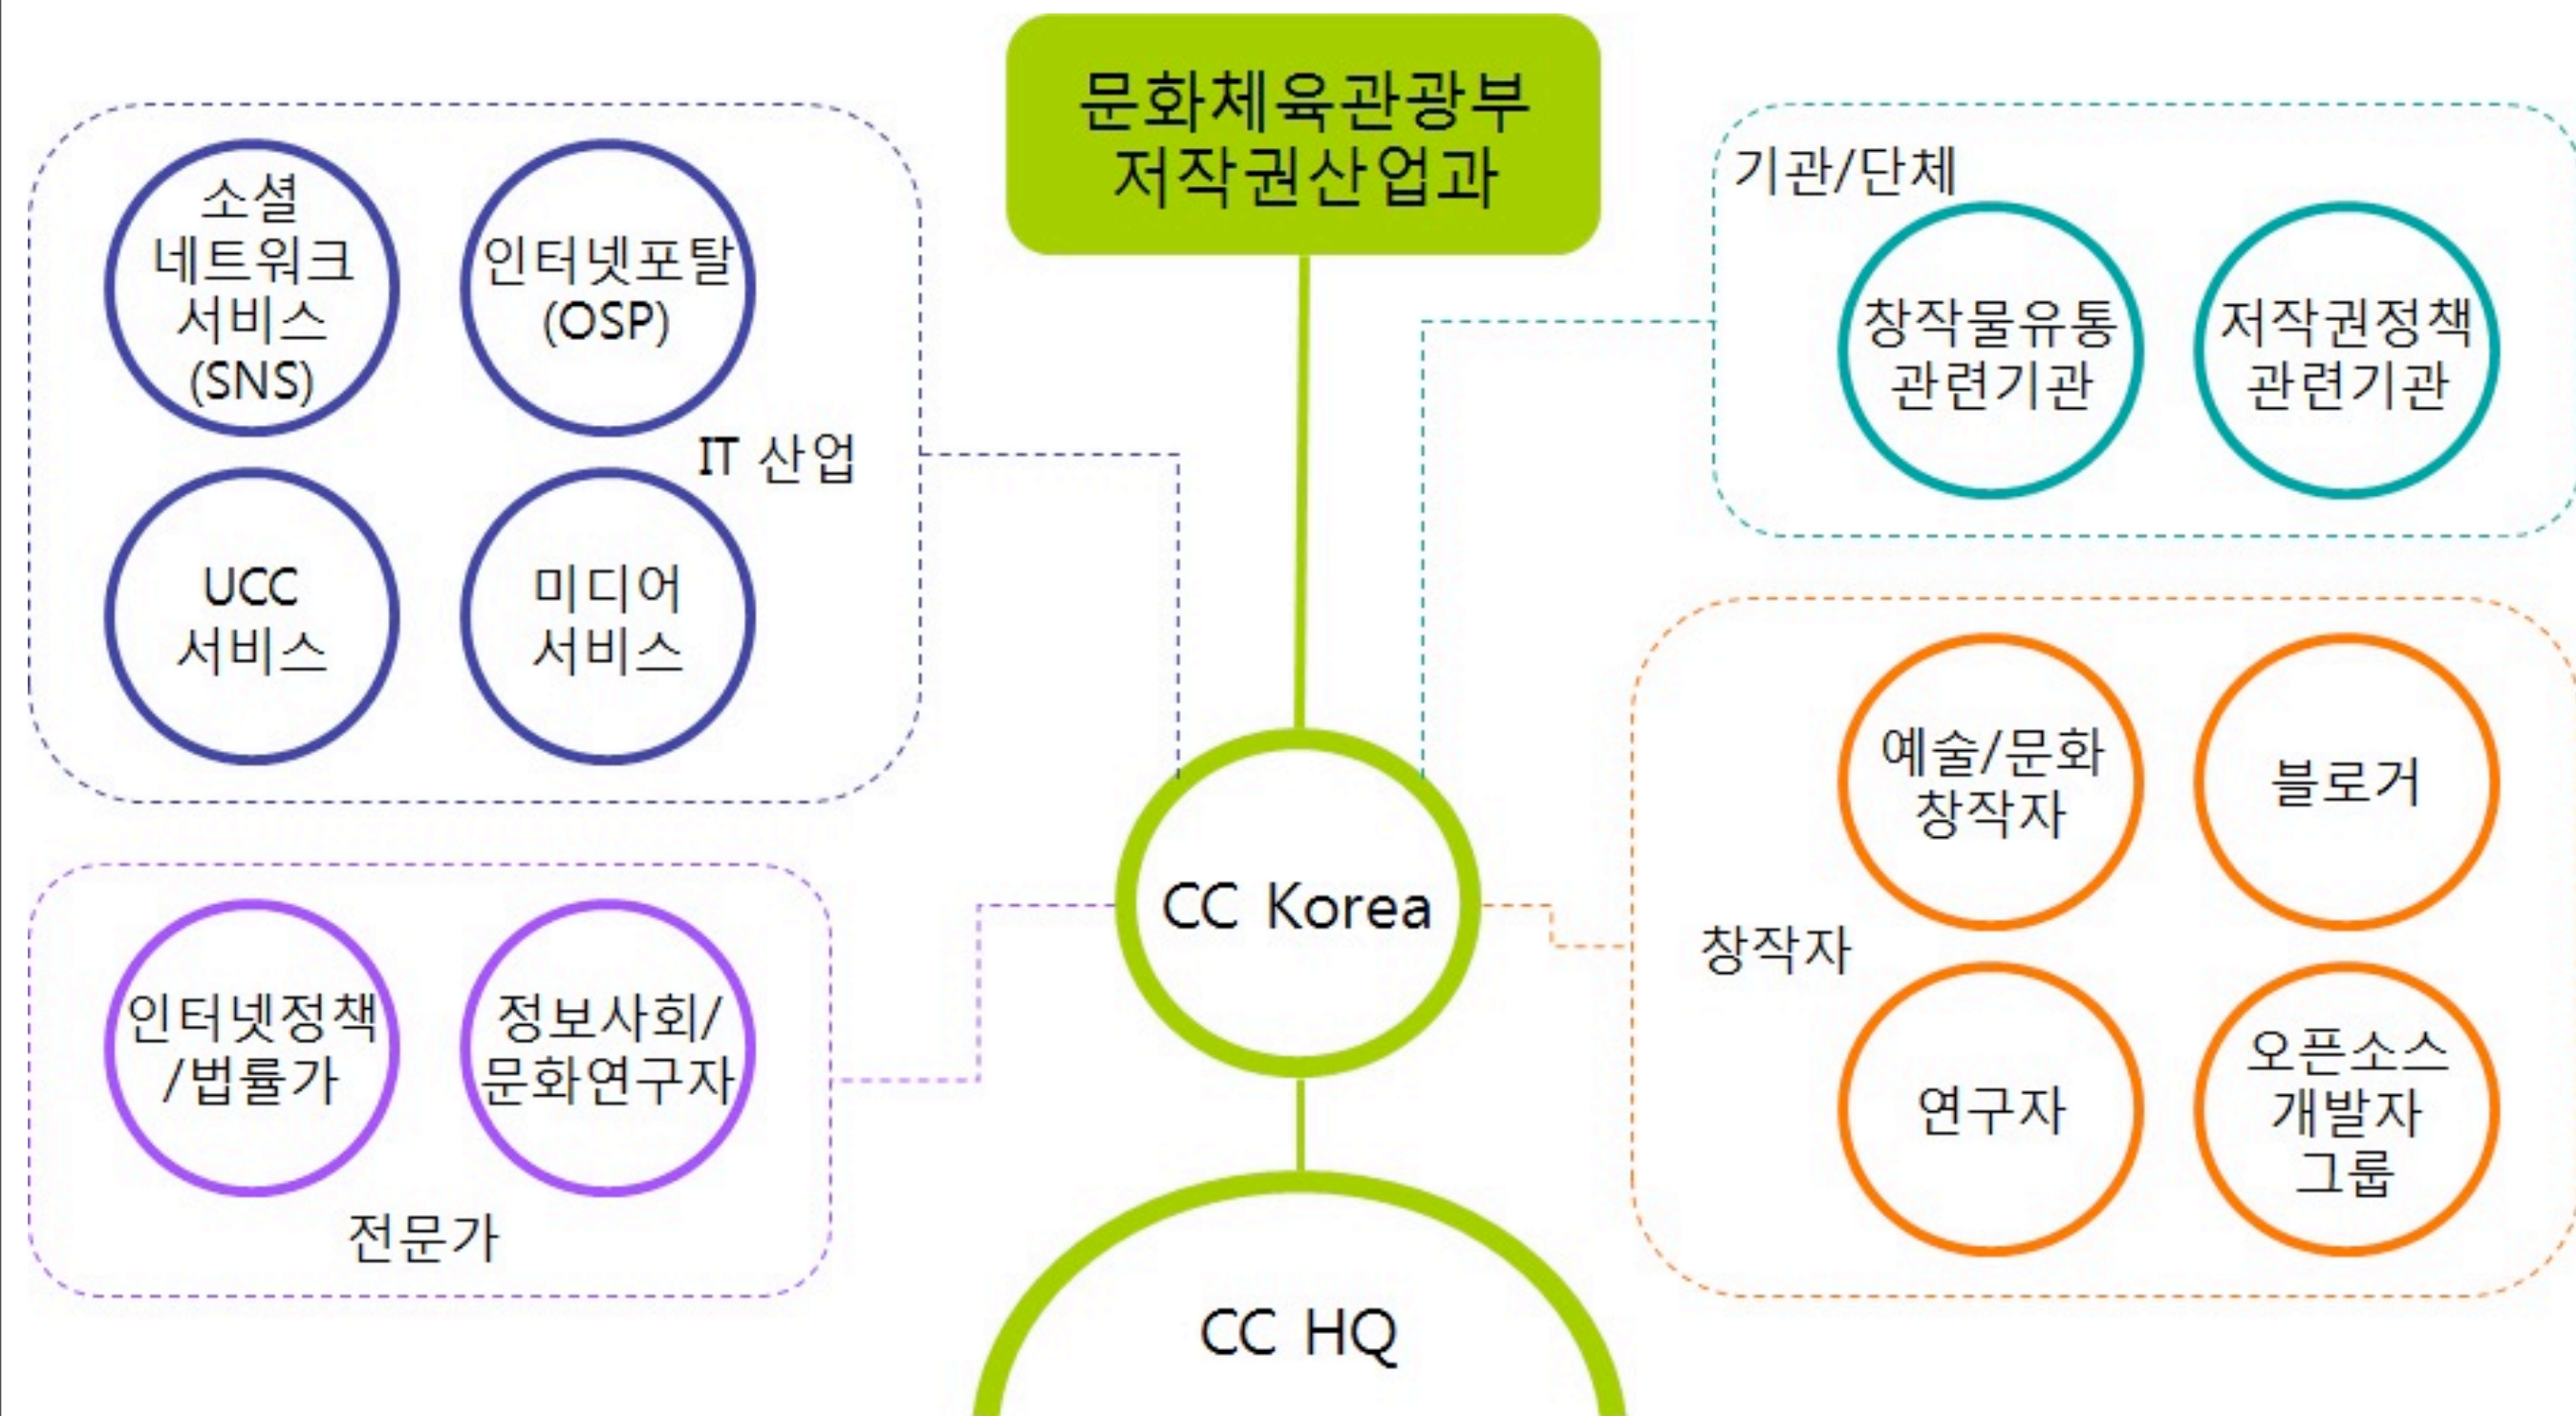 문화체육관광부
저작권산업과
소셜
네트워크
서비스
(SNS)
인터넷포탈
(OSP)
IT 산업
UCC
서비스
미디어
서비스
기관/단체
창작물유통
관련기관
저작권정책
관련기관
CC Korea
예술/문화
창작자
블로거
창작자
연구자
오픈소스
개발자
그룹
인터넷정책
/법률가
정보사회/
문화연구자
전문가
CC HQ